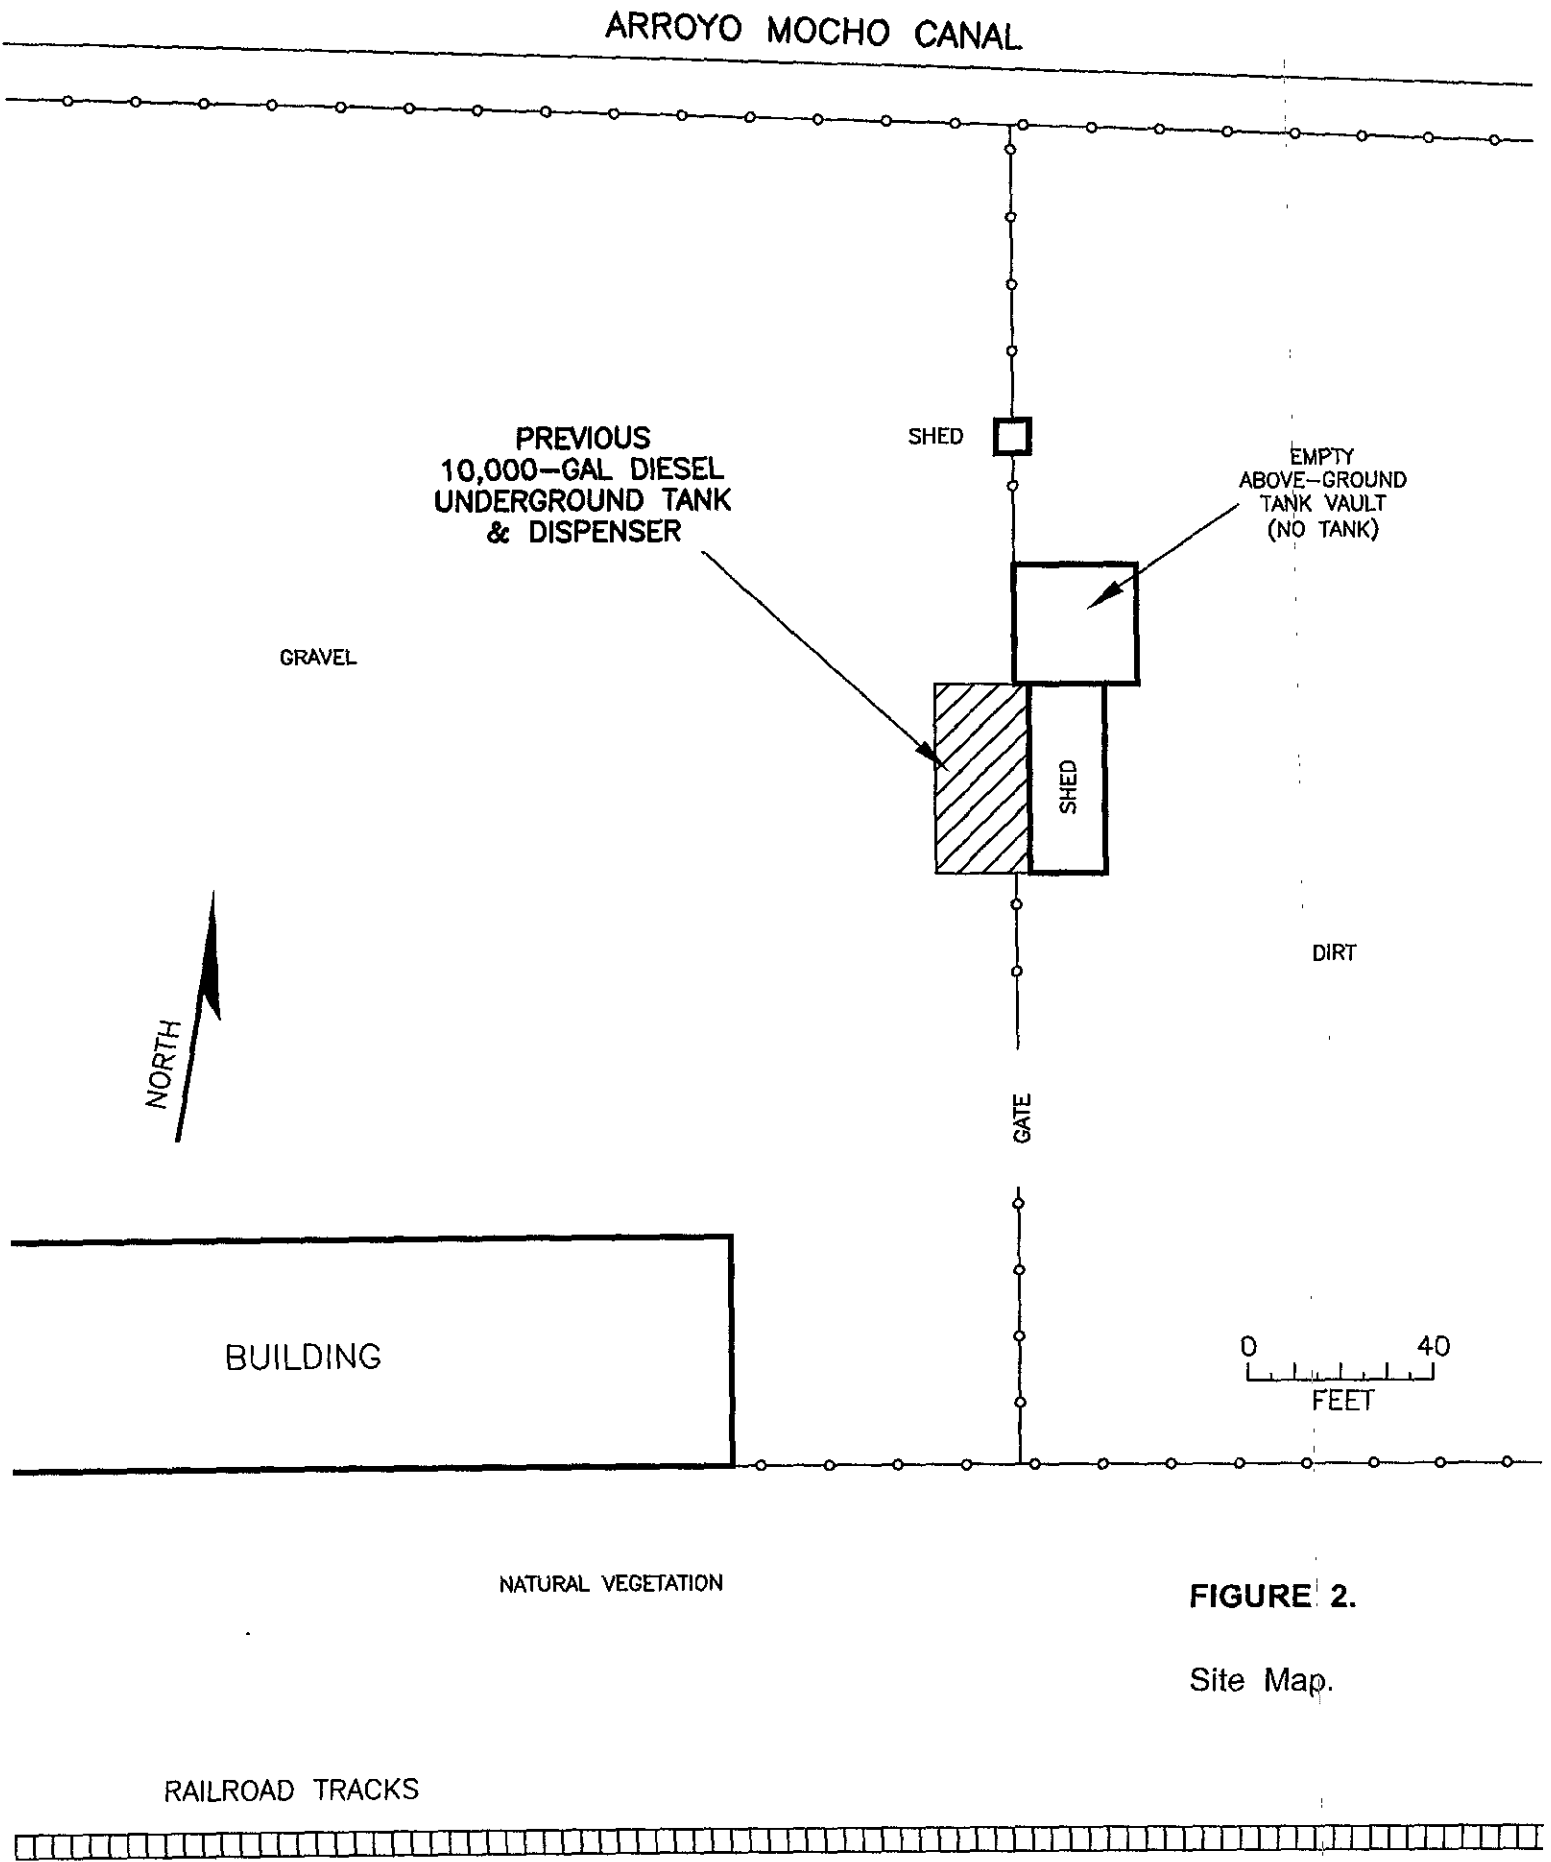 ARROYO MOCHO CANAL
PREVIOUS
10,000-GAL DIESEL
UNDERGROUND TANK
& DISPENSER
SHED
EMPTY
ABOVE-GROUND
TANK VAULT
(NO TANK)
GRAVEL
SHED
DIRT
NORTH
GATE
BUILDING
0 40
FEET
NATURAL VEGETATION
FIGURE 2.
Site Map.
RAILROAD TRACKS